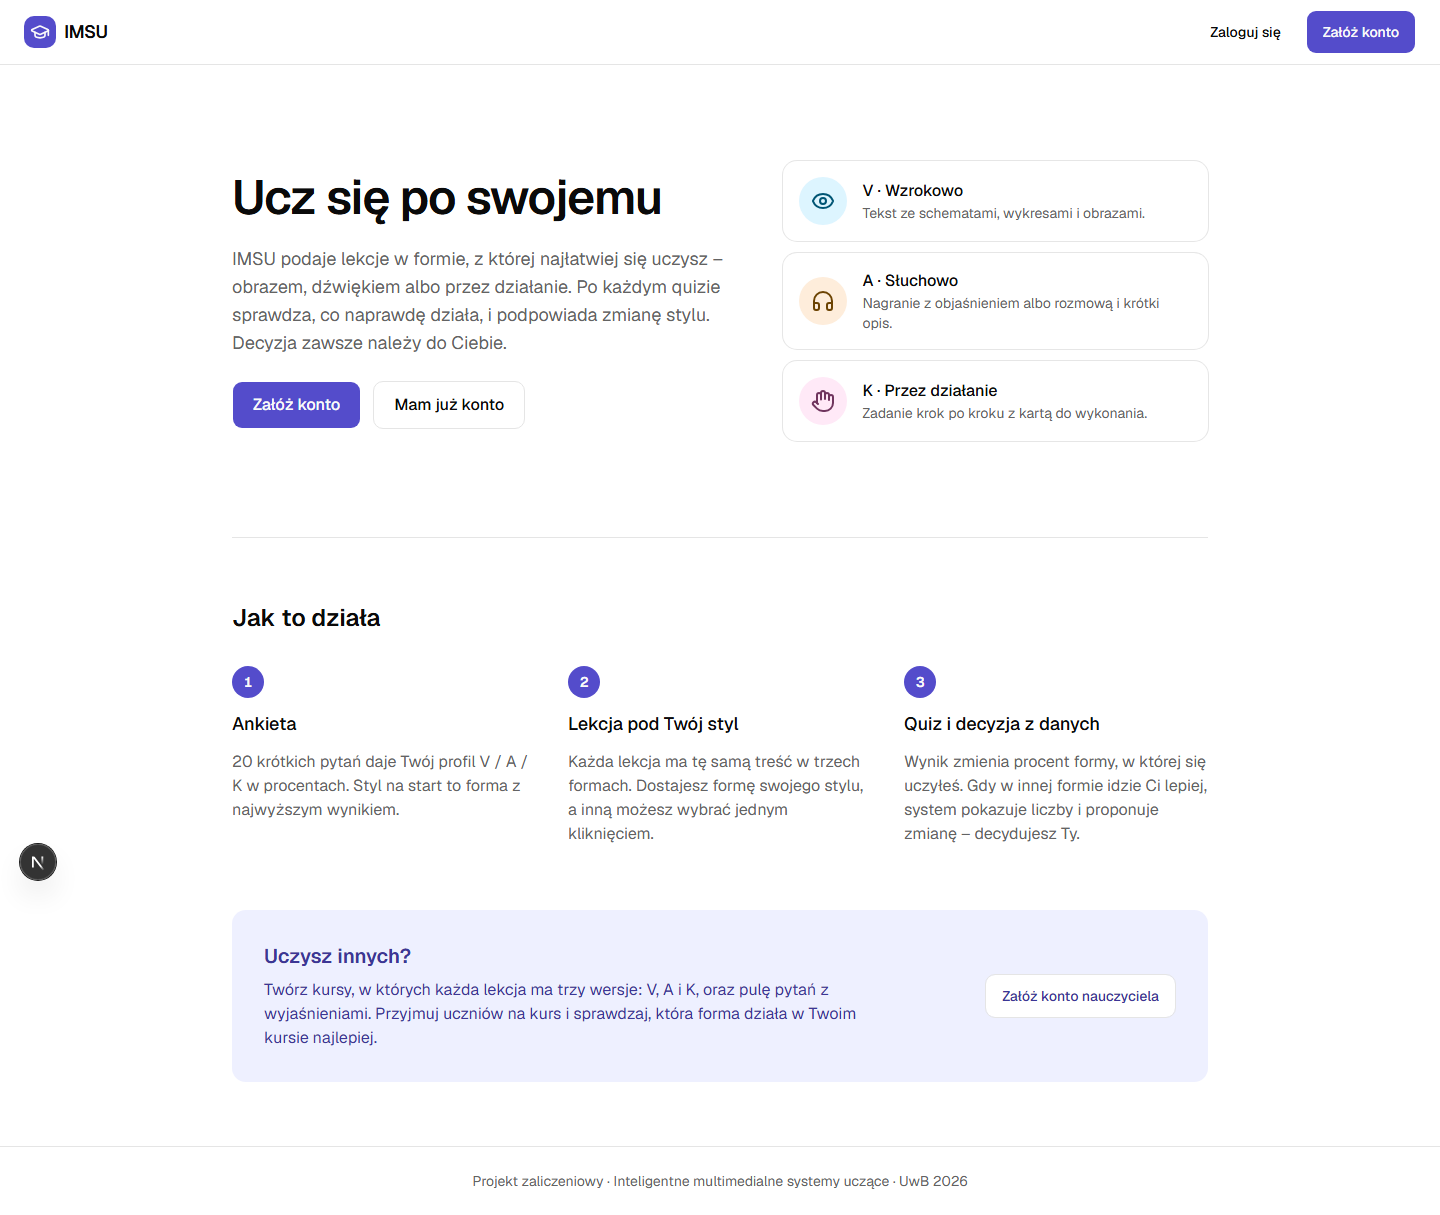 IMSU
Zaloguj się
Załóż konto
Ucz się po swojemu
IMSU podaje lekcje w formie, z której najłatwiej się uczysz –
obrazem, dźwiękiem albo przez działanie. Po każdym quizie
sprawdza, co naprawdę działa, i podpowiada zmianę stylu.
Decyzja zawsze należy do Ciebie.
Załóż konto
Mam już konto
V · Wzrokowo
Tekst ze schematami, wykresami i obrazami.
A · Słuchowo
Nagranie z objaśnieniem albo rozmową i krótki
opis.
K · Przez działanie
Zadanie krok po kroku z kartą do wykonania.
Jak to działa
1
Ankieta
20 krótkich pytań daje Twój profil V / A /
K w procentach. Styl na start to forma z
najwyższym wynikiem.
2
Lekcja pod Twój styl
Każda lekcja ma tę samą treść w trzech
formach. Dostajesz formę swojego stylu,
a inną możesz wybrać jednym
kliknięciem.
3
Quiz i decyzja z danych
Wynik zmienia procent formy, w której się
uczyłeś. Gdy w innej formie idzie Ci lepiej,
system pokazuje liczby i proponuje
zmianę – decydujesz Ty.
N
Uczysz innych?
Twórz kursy, w których każda lekcja ma trzy wersje: V, A i K, oraz pulę pytań z
wyjaśnieniami. Przyjmuj uczniów na kurs i sprawdzaj, która forma działa w Twoim
kursie najlepiej.
Załóż konto nauczyciela
Projekt zaliczeniowy · Inteligentne multimedialne systemy uczące · UwB 2026